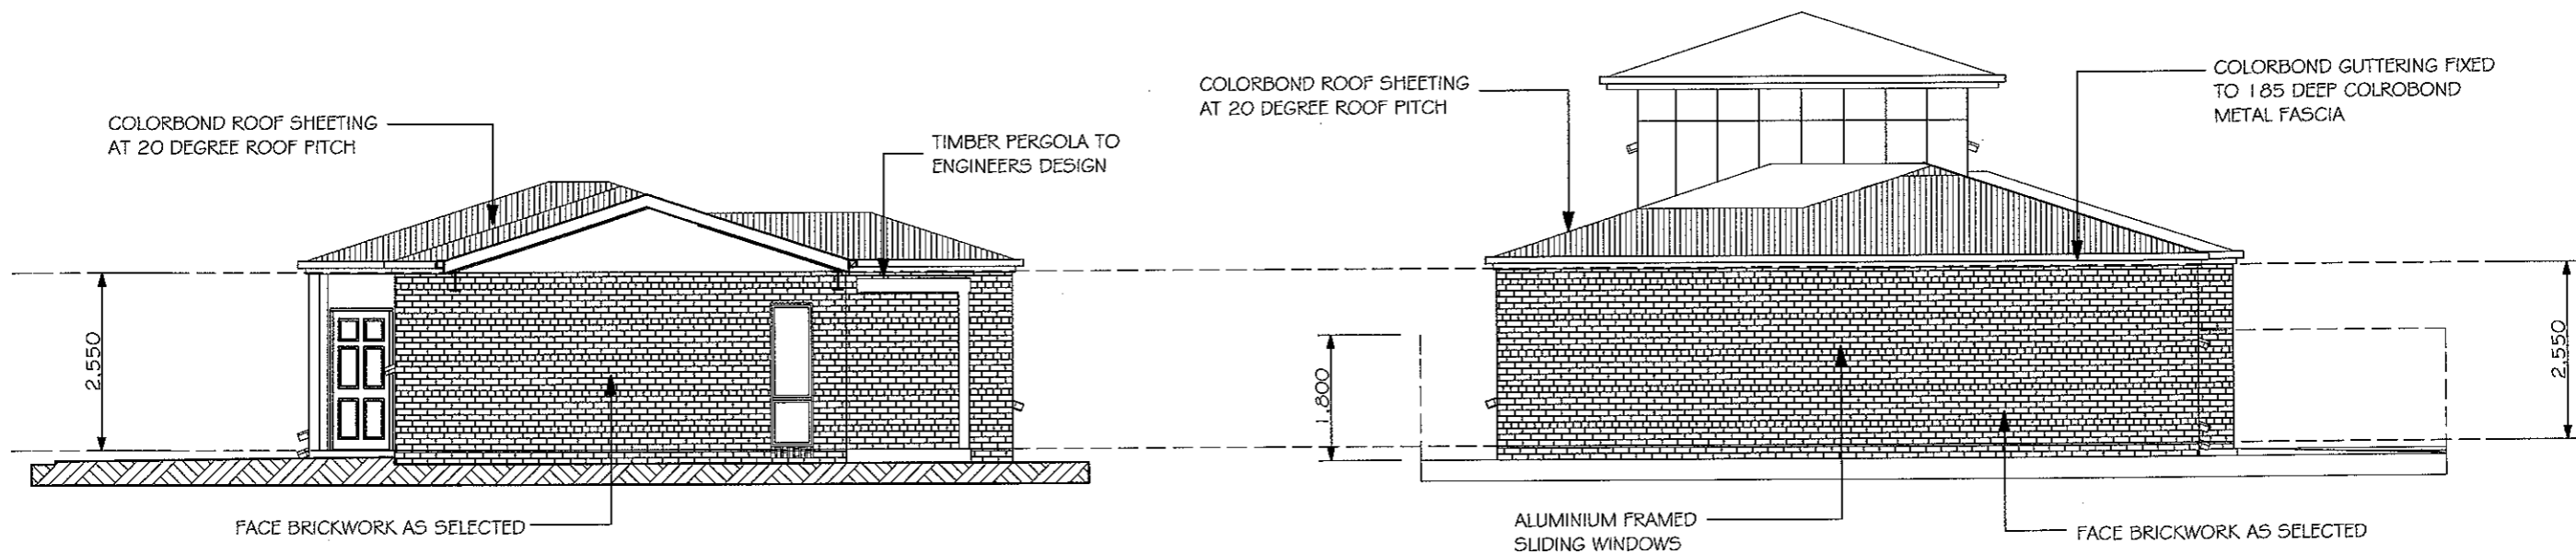 COLORBOND ROOF SHEETING
AT 20 DEGREE ROOF PITCH
TIMBER PERGOLA TO
ENGINEERS DESIGN
2,550
FACE BRICKWORK AS SELECTED
COLORBOND ROOF SHEETING
AT 20 DEGREE ROOF PITCH
COLORBOND GUTTERING FIXED
TO 185 DEEP COLROBOND
METAL FASCIA
1,800
2,550
ALUMINIUM FRAMED
SLIDING WINDOWS
FACE BRICKWORK AS SELECTED